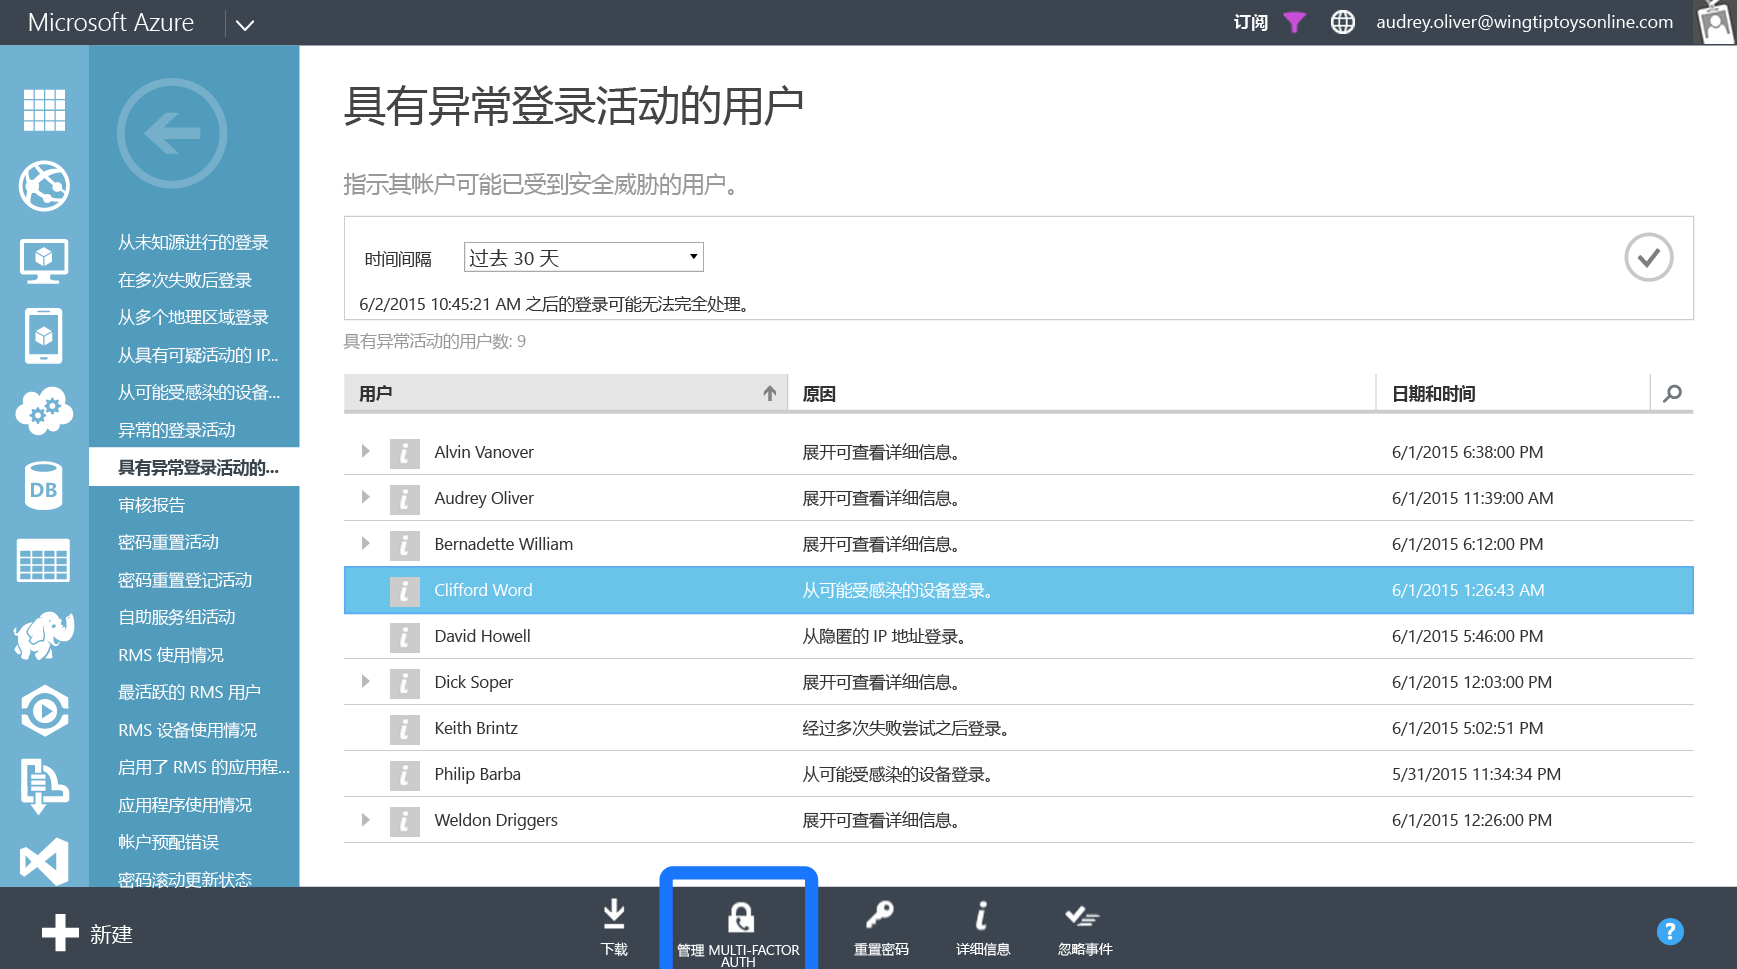 Microsoft Azure
订阅
audrey.oliver@wingtiptoysonline.com
从未知源进行的登录
在多次失败后登录
从多个地理区域登录
从具有可疑活动的 IP...
从可能受感染的设备...
异常的登录活动
具有异常登录活动的...
审核报告
密码重置活动
密码重置登记活动
自助服务组活动
RMS 使用情况
最活跃的 RMS 用户
RMS 设备使用情况
启用了 RMS 的应用程...
应用程序使用情况
帐户预配错误
密码滚动更新状态
DB
具有异常登录活动的用户
指示其帐户可能已受到安全威胁的用户。
时间间隔 过去 30 天
6/2/2015 10:45:21 AM 之后的登录可能无法完全处理。
具有异常活动的用户数: 9
用户 原因 日期和时间
Alvin Vanover 展开可查看详细信息。 6/1/2015 6:38:00 PM
Audrey Oliver 展开可查看详细信息。 6/1/2015 11:39:00 AM
Bernadette William 展开可查看详细信息。 6/1/2015 6:12:00 PM
Clifford Word 从可能受感染的设备登录。 6/1/2015 1:26:43 AM
David Howell 从隐匿的 IP 地址登录。 6/1/2015 5:46:00 PM
Dick Soper 展开可查看详细信息。 6/1/2015 12:03:00 PM
Keith Brintz 经过多次失败尝试之后登录。 6/1/2015 5:02:51 PM
Philip Barba 从可能受感染的设备登录。 5/31/2015 11:34:34 PM
Weldon Driggers 展开可查看详细信息。 6/1/2015 12:26:00 PM
新建
下载
管理 MULTI-FACTOR
AUTH
重置密码
详细信息
忽略事件
?